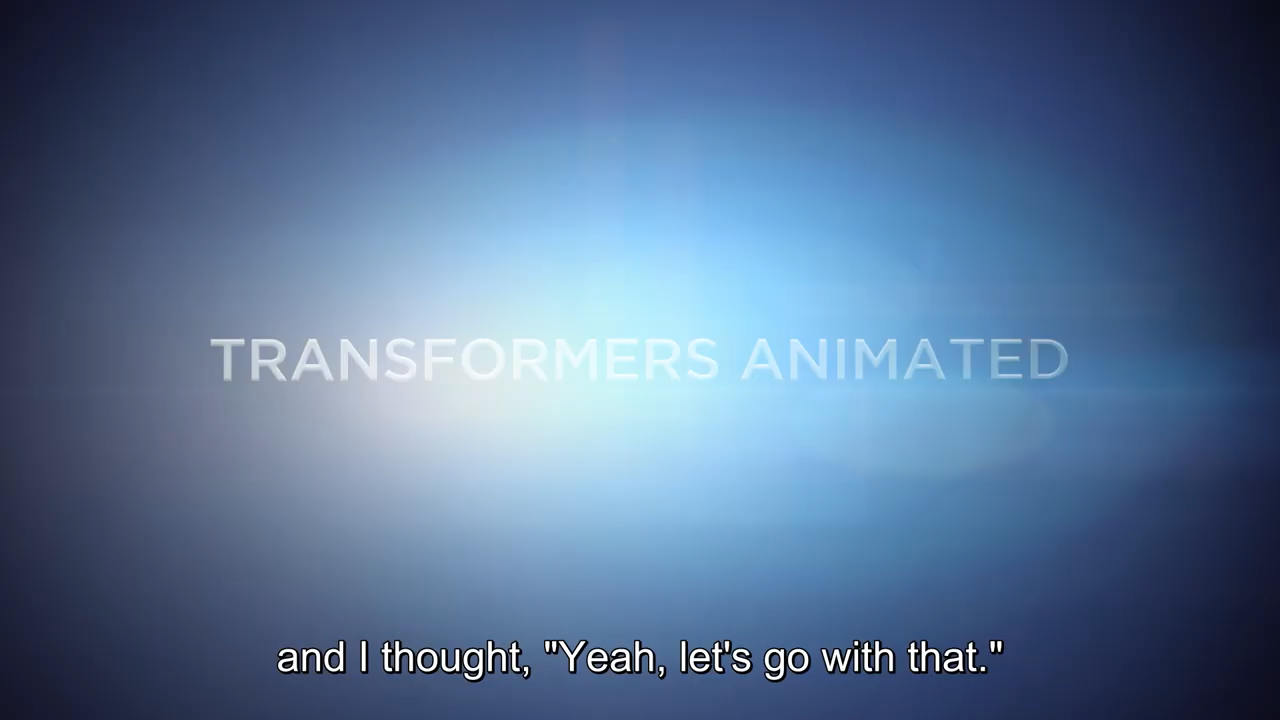 TRANSFORMERS ANIMATED
and I thought, "Yeah, let's go with that."